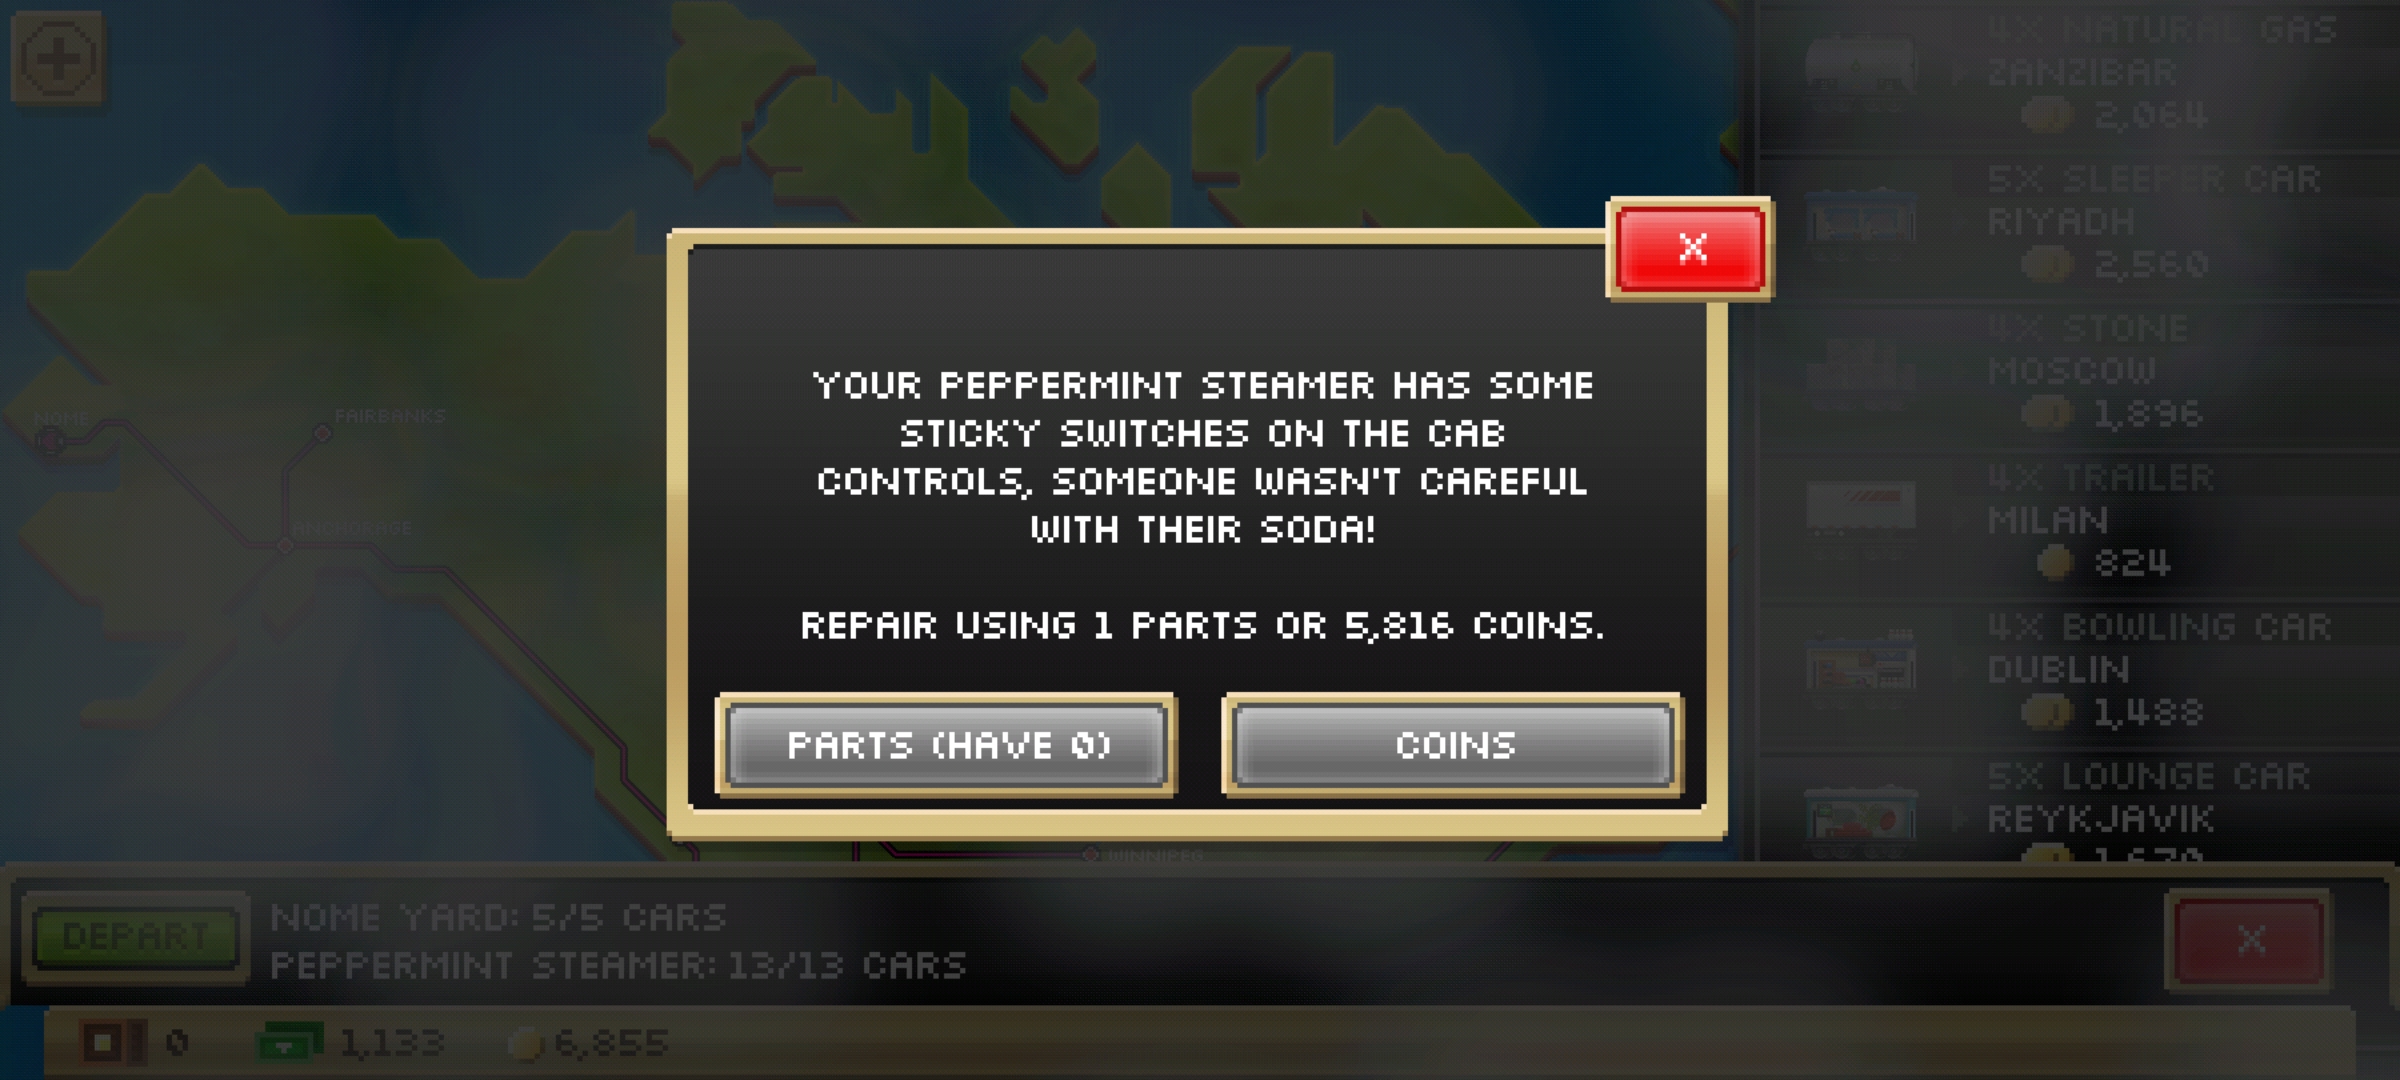 4X NATURAL GAS
ZANZIBAR
2,064
5X SLEEPER CAR
RIYADH
2,560
4X STONE
MOSCOW
1,896
4X TRAILER
MILAN
824
4X BOWLING CAR
DUBLIN
1,488
5X LOUNGE CAR
REYKJAVIK
1,670
NOME
FAIRBANKS
ANCHORAGE
WINNIPEG
X
YOUR PEPPERMINT STEAMER HAS SOME
STICKY SWITCHES ON THE CAB
CONTROLS, SOMEONE WASN'T CAREFUL
WITH THEIR SODA!
REPAIR USING 1 PARTS OR 5,816 COINS.
PARTS (HAVE 0)
COINS
DEPART
NOME YARD: 5/5 CARS
PEPPERMINT STEAMER: 13/13 CARS
X
0
1,133
6,855